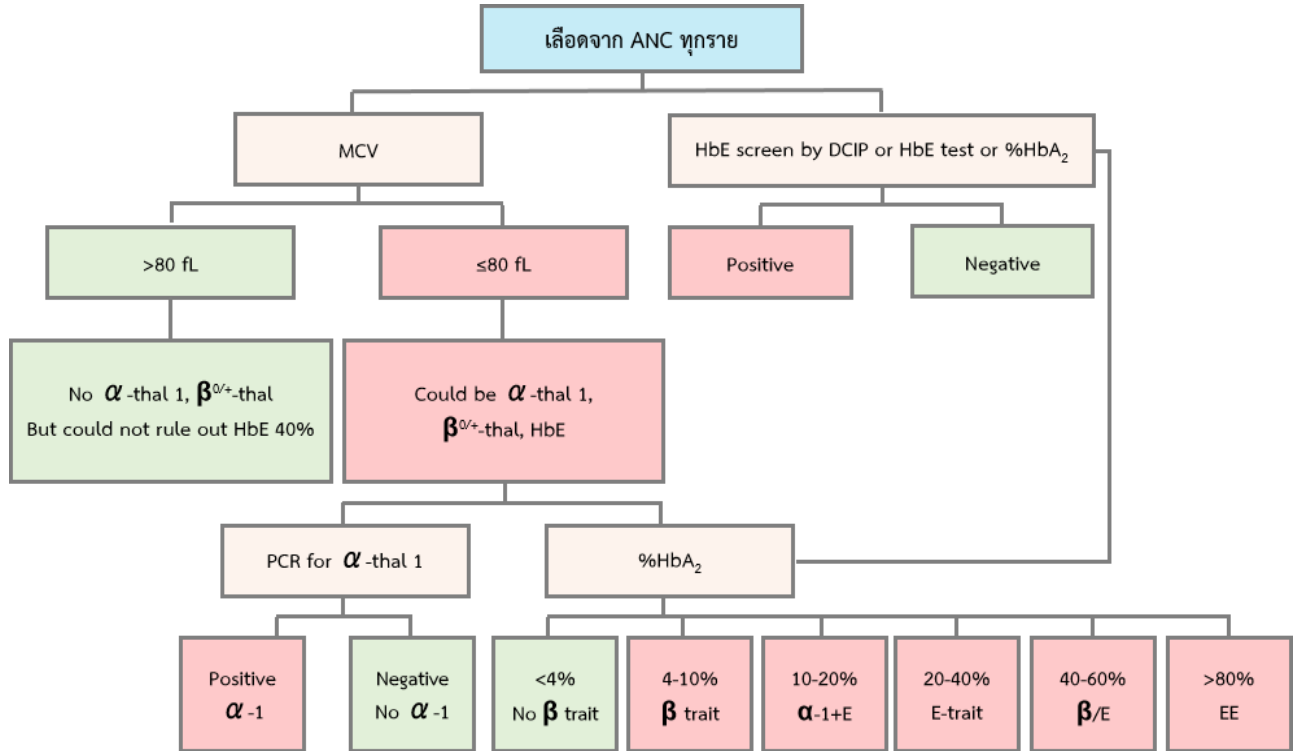 เลือดจาก ANC ทุกราย
MCV
HbE screen by DCIP or HbE test or %HbA₂
>80 fL
≤80 fL
Positive
Negative
No α -thal 1, β⁰/⁺-thal
But could not rule out HbE 40%
Could be α -thal 1,
β⁰/⁺-thal, HbE
PCR for α -thal 1
%HbA₂
Positive
α -1
Negative
No α -1
<4%
No β trait
4-10%
β trait
10-20%
α-1+E
20-40%
E-trait
40-60%
β/E
>80%
EE